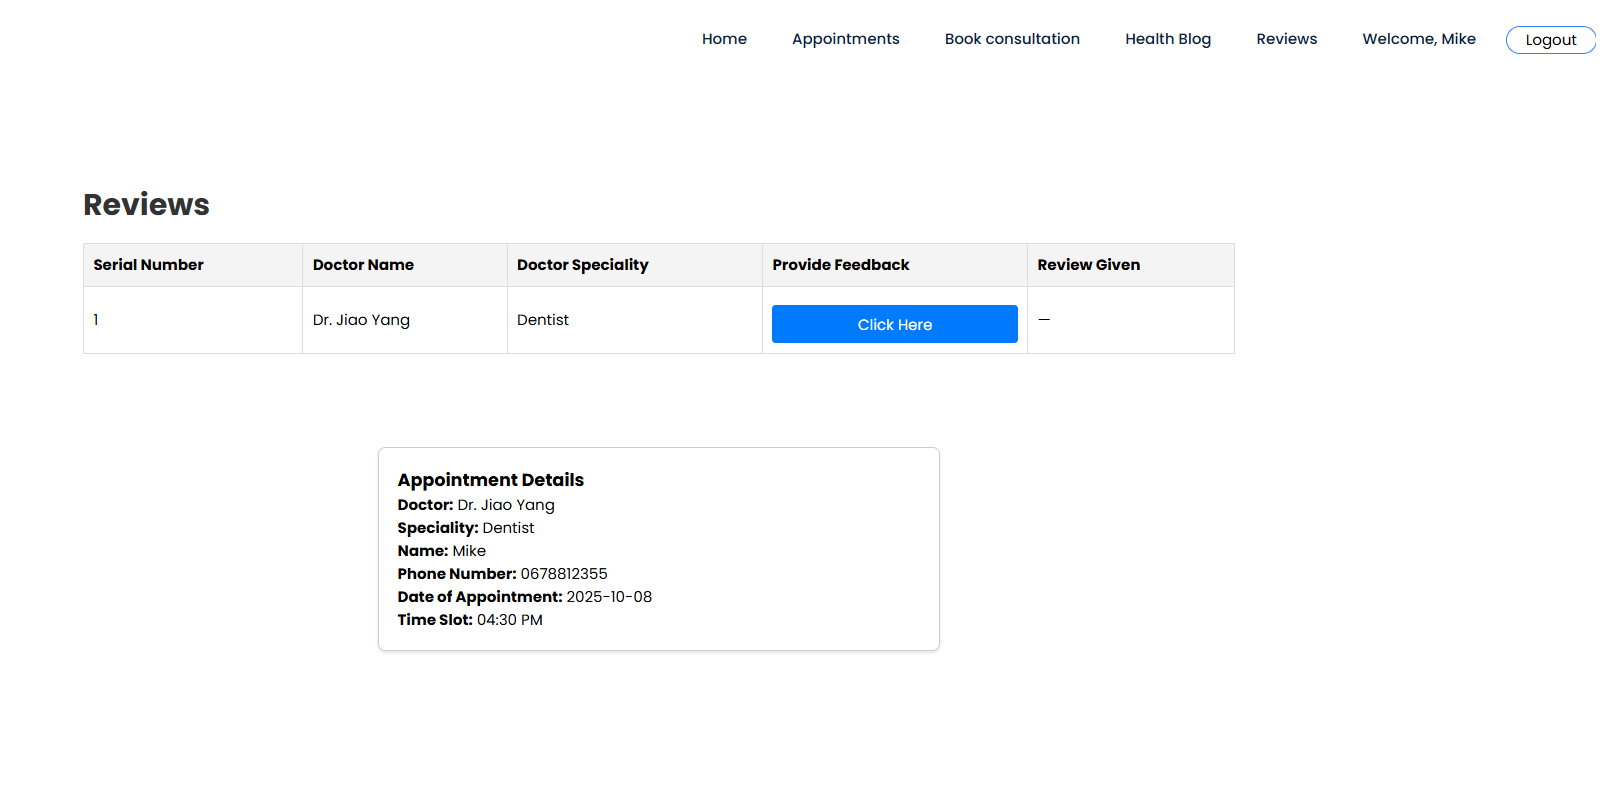 Home Appointments Book consultation Health Blog Reviews Welcome, Mike Logout
Reviews
Serial Number Doctor Name Doctor Speciality Provide Feedback Review Given
1 Dr. Jiao Yang Dentist Click Here —
Appointment Details
Doctor: Dr. Jiao Yang
Speciality: Dentist
Name: Mike
Phone Number: 0678812355
Date of Appointment: 2025-10-08
Time Slot: 04:30 PM